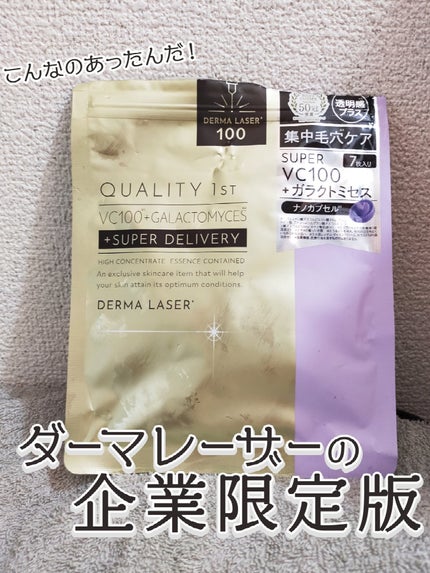 こんなのあったんだ!
DERMA LASER
100
50冠
透明感
プラス
集中毛穴ケア
SUPER
7枚入り
VC100
+ガラクトミセス
ナノカプセル
QUALITY 1ST
VC100+GALACTOMYCES
+SUPER DELIVERY
HIGH CONCENTRATE ESSENCE CONTAINED
An exclusive skincare item that will help
your skin attain its optimum conditions.
DERMA LASER
ダーマレーザーの
企業限定版